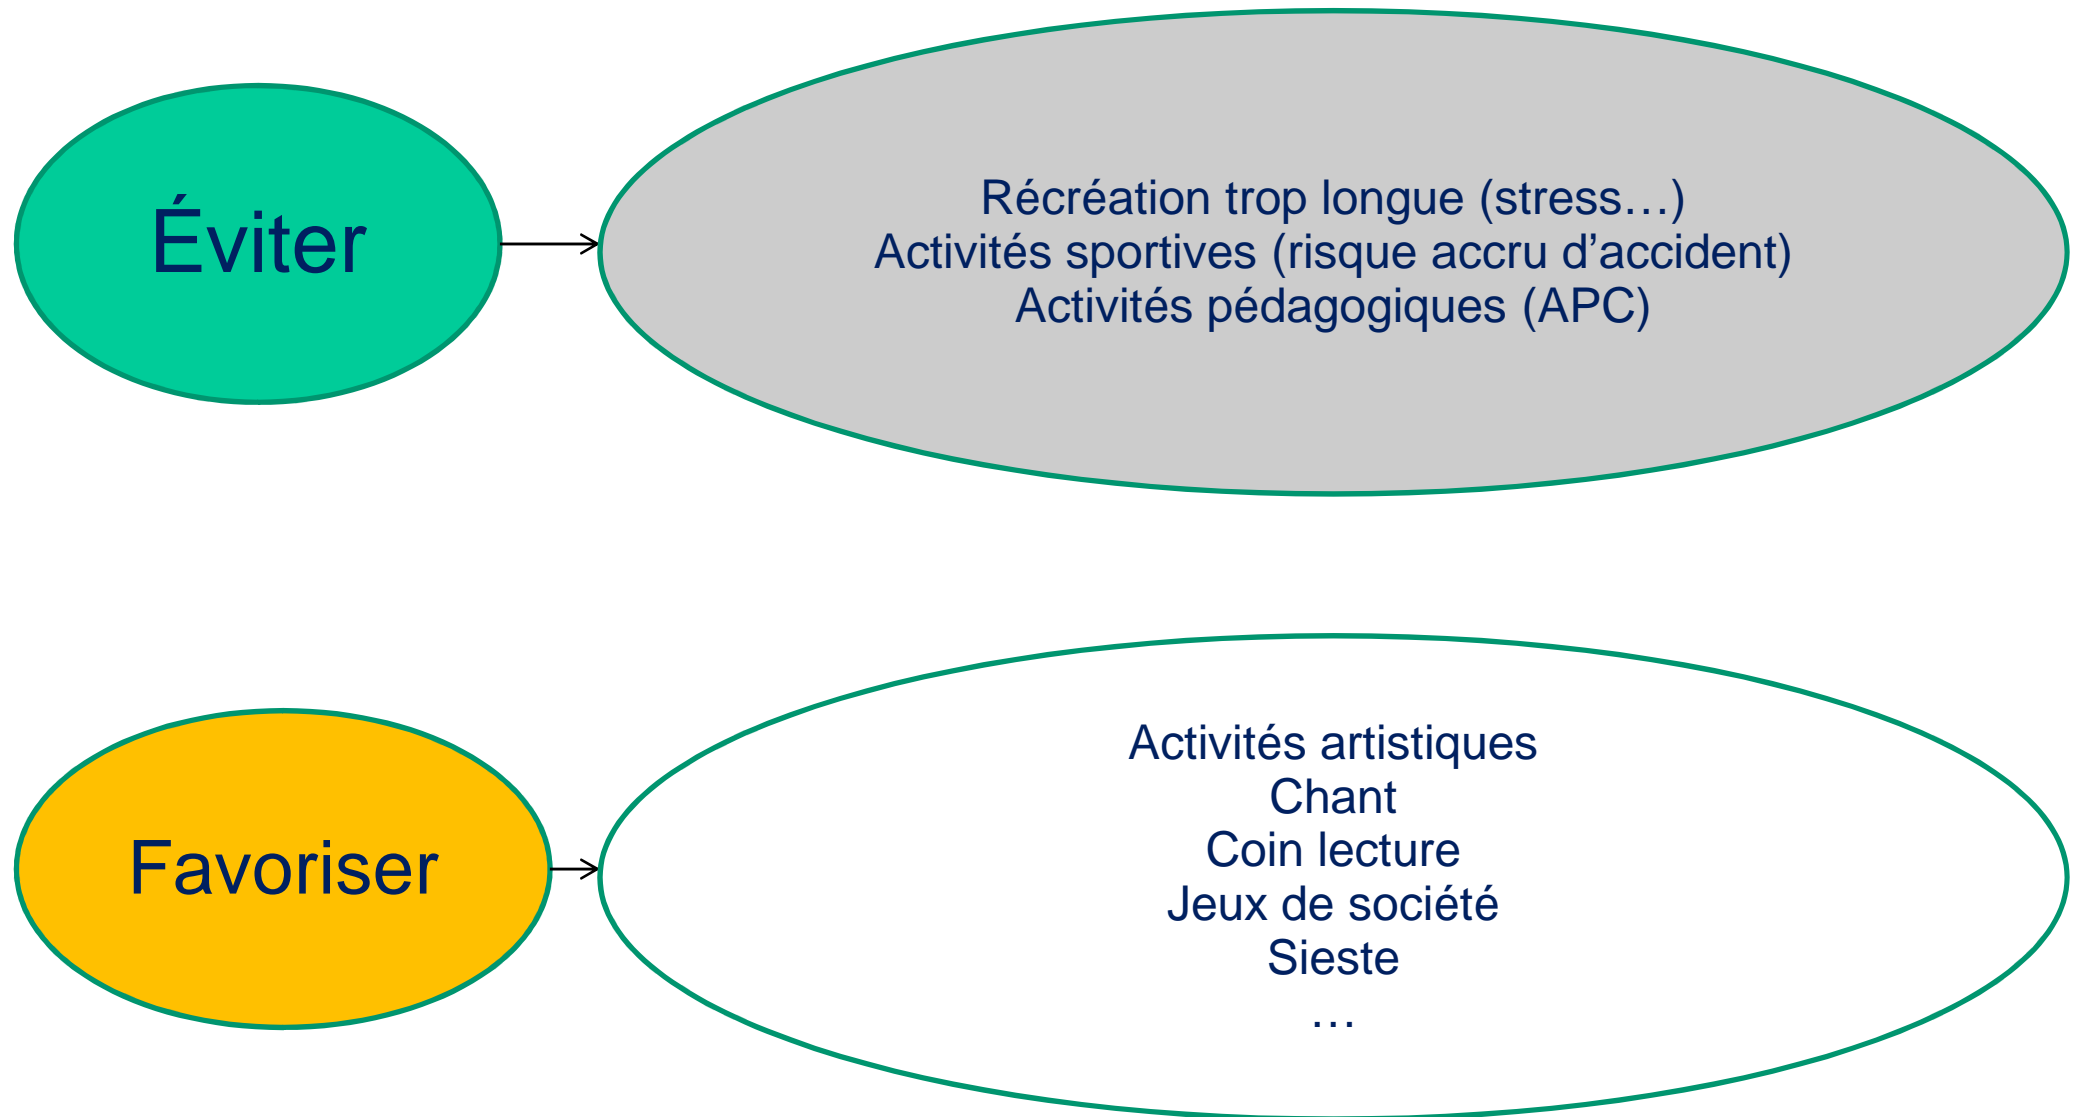 Éviter
Récréation trop longue (stress…)
Activités sportives (risque accru d’accident)
Activités pédagogiques (APC)
Favoriser
Activités artistiques
Chant
Coin lecture
Jeux de société
Sieste
…